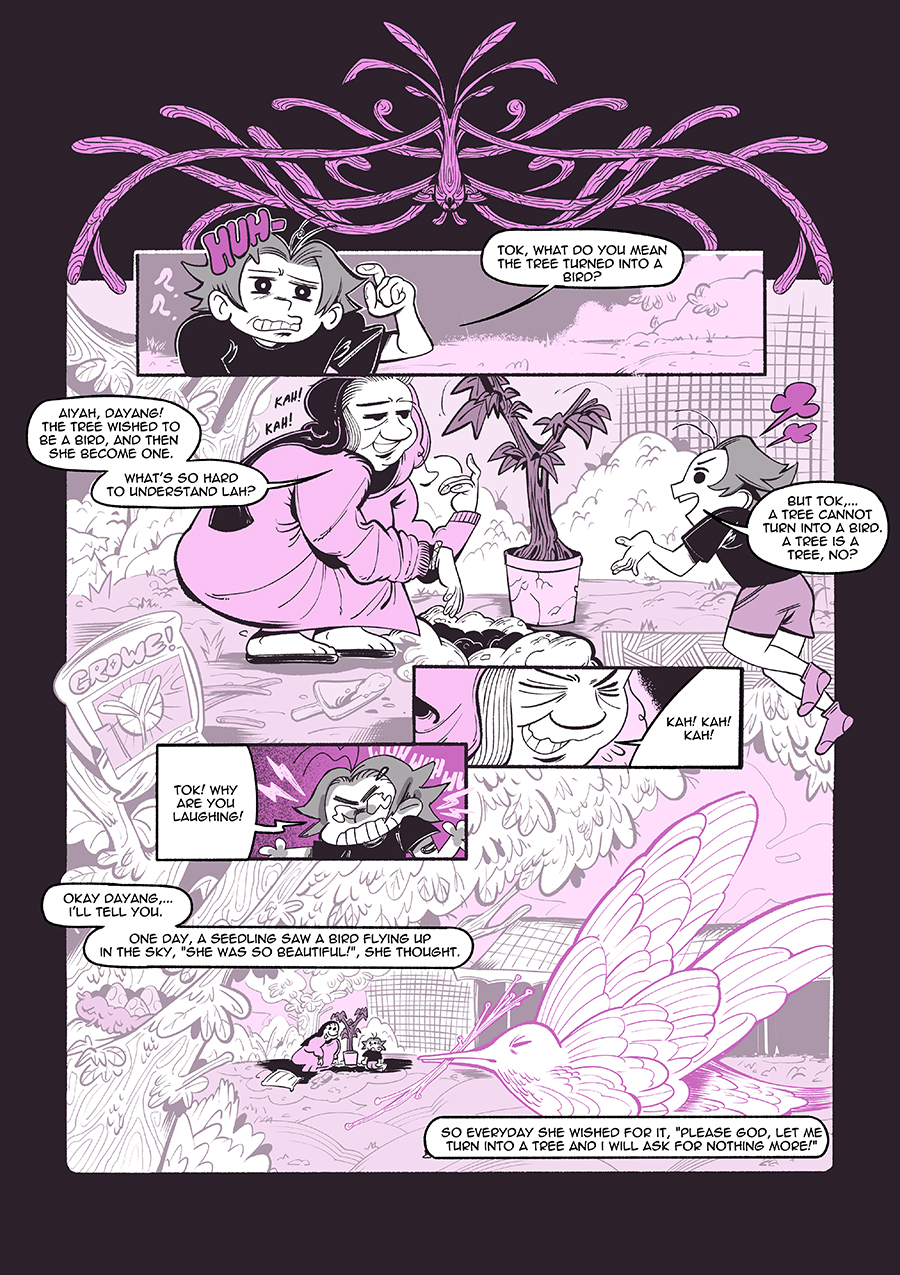 HUH-
TOK, WHAT DO YOU MEAN
THE TREE TURNED INTO A
BIRD?
AIYAH, DAYANG!
THE TREE WISHED TO
BE A BIRD, AND THEN
SHE BECOME ONE.
WHAT'S SO HARD
TO UNDERSTAND LAH?
KAH!
KAH!
BUT TOK,...
A TREE CANNOT
TURN INTO A BIRD.
A TREE IS A
TREE, NO?
GROWE!
KAH! KAH!
KAH!
TOK! WHY
ARE YOU
LAUGHING!
OKAY DAYANG,...
I'LL TELL YOU.
ONE DAY, A SEEDLING SAW A BIRD FLYING UP
IN THE SKY, "SHE WAS SO BEAUTIFUL!", SHE THOUGHT.
SO EVERYDAY SHE WISHED FOR IT, "PLEASE GOD, LET ME
TURN INTO A TREE AND I WILL ASK FOR NOTHING MORE!"